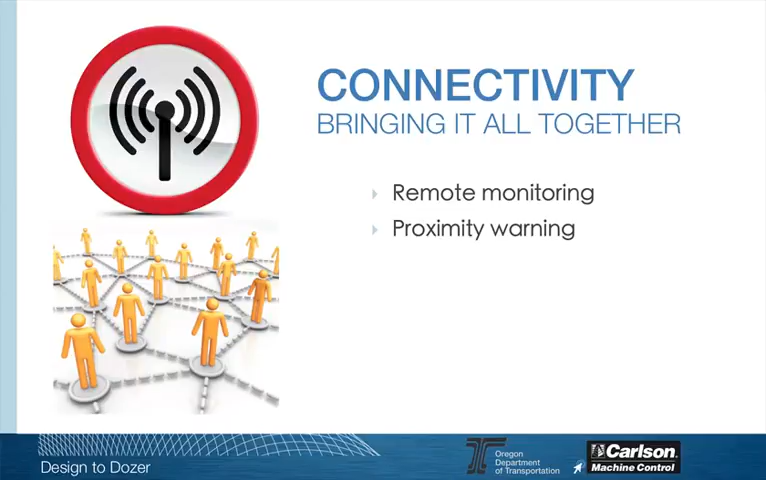 CONNECTIVITY
BRINGING IT ALL TOGETHER
Remote monitoring
Proximity warning
Design to Dozer
Oregon
Department
of Transportation
Carlson
Machine Control